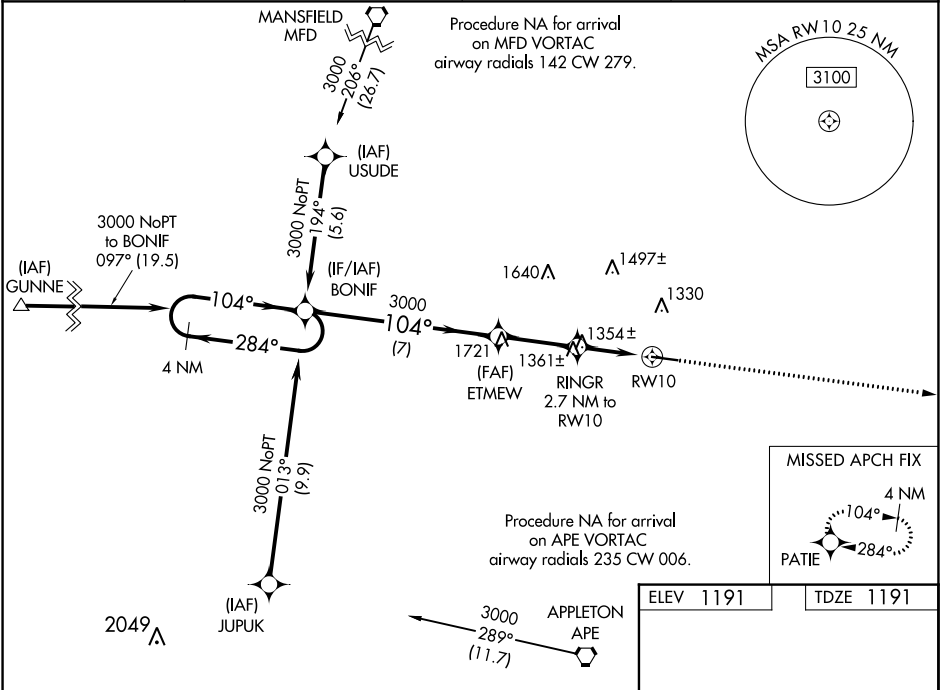 MANSFIELD
MFD
3000
206°
(26.7)
Procedure NA for arrival
on MFD VORTAC
airway radials 142 CW 279.
MSA RW10 25 NM
3100
(IAF)
USUDE
3000 NoPT
194°
(5.6)
3000 NoPT
to BONIF
097° (19.5)
(IAF)
GUNNE
(IF/IAF)
BONIF
104°
284°
4 NM
3000
104°
(7)
1640
1497±
1330
1721
1361±
1354±
(FAF)
ETMEW
RINGR
2.7 NM to
RW10
RW10
3000 NoPT
013°
(9.9)
(IAF)
JUPUK
2049
Procedure NA for arrival
on APE VORTAC
airway radials 235 CW 006.
3000
289°
(11.7)
APPLETON
APE
MISSED APCH FIX
4 NM
104°
284°
PATIE
ELEV 1191
TDZE 1191